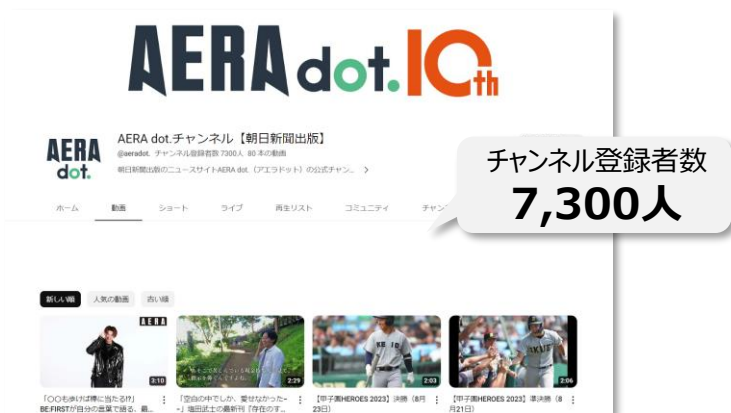 AERA dot. 10th
AERA dot.
AERA dot.チャンネル【朝日新聞出版】
@aeradot. チャンネル登録者数 7300人 80 本の動画
朝日新聞出版のニュースサイトAERA dot.（アエラドット）の公式チャン... >
チャンネル登録者数
7,300人
ホーム 動画 ショート ライブ 再生リスト コミュニティ チャン
新しい順 人気の動画 古い順
AERA
3:10
2:29
2:03
2:06
「〇〇も歩けば棒に当たる!?」
BE:FIRSTが自分の言葉で語る、最...
「空白の中でしか、愛せなかった-
-」塩田武士の最新刊『存在のす...
【甲子園HEROES 2023】決勝（8月
23日）
【甲子園HEROES 2023】準決勝（8
月21日）